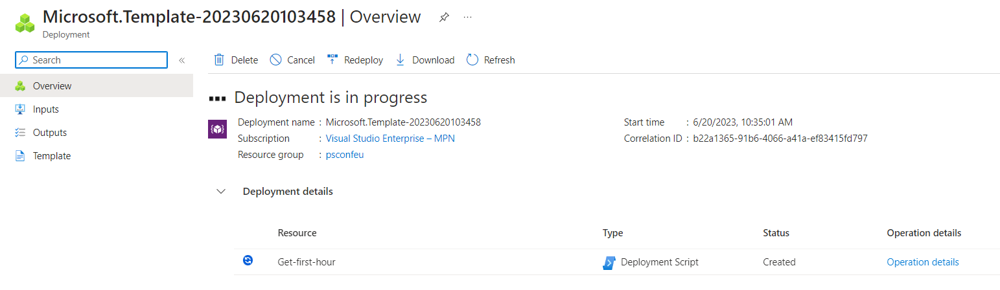 Microsoft.Template-20230620103458 | Overview
Deployment
Search
Overview
Inputs
Outputs
Template
Delete Cancel Redeploy Download Refresh
Deployment is in progress
Deployment name : Microsoft.Template-20230620103458 Start time : 6/20/2023, 10:35:01 AM
Subscription : Visual Studio Enterprise – MPN Correlation ID : b22a1365-91b6-4066-a41a-ef83415fd797
Resource group : psconfeu
Deployment details
Resource Type Status Operation details
Get-first-hour Deployment Script Created Operation details